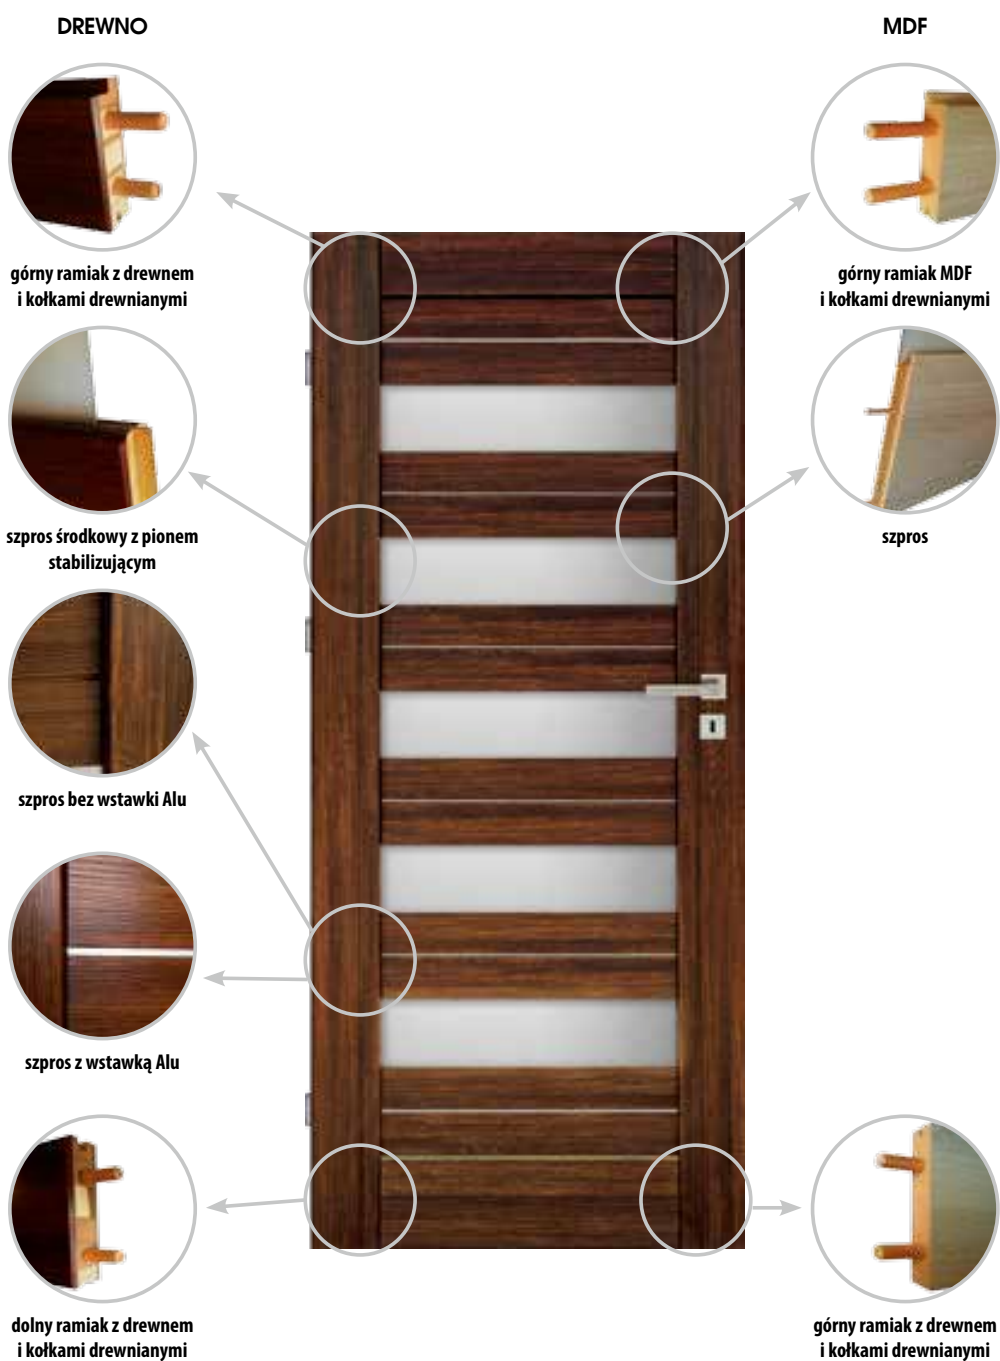 DREWNO
górny ramiak z drewnem
i kołkami drewnianymi
szpros środkowy z pionem
stabilizującym
szpros bez wstawki Alu
szpros z wstawką Alu
dolny ramiak z drewnem
i kołkami drewnianymi
MDF
górny ramiak MDF
i kołkami drewnianymi
szpros
górny ramiak z drewnem
i kołkami drewnianymi